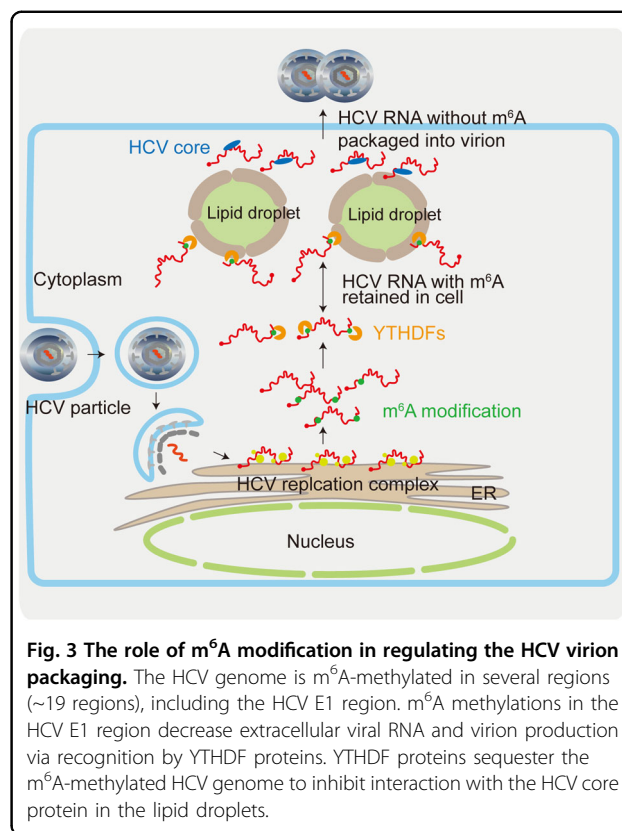 HCV RNA without m⁶A
packaged into virion
HCV core
Lipid droplet
Lipid droplet
Cytoplasm
HCV RNA with m⁶A
retained in cell
YTHDFs
HCV particle
m⁶A modification
HCV replcation complex
ER
Nucleus
Fig. 3 The role of m⁶A modification in regulating the HCV virion
packaging. The HCV genome is m⁶A-methylated in several regions
(~19 regions), including the HCV E1 region. m⁶A methylations in the
HCV E1 region decrease extracellular viral RNA and virion production
via recognition by YTHDF proteins. YTHDF proteins sequester the
m⁶A-methylated HCV genome to inhibit interaction with the HCV core
protein in the lipid droplets.